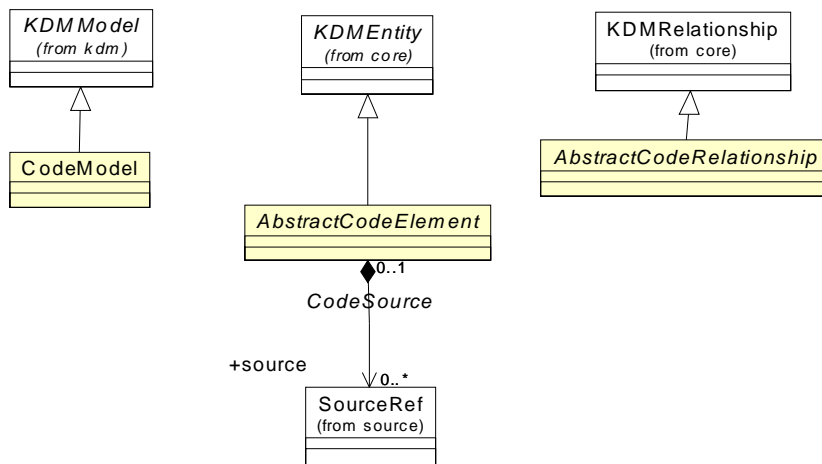 KDMModel
(from kdm)
KDMEntity
(from core)
KDMRelationship
(from core)
CodeModel
AbstractCodeRelationship
AbstractCodeElement
0..1
CodeSource
+source
0..*
SourceRef
(from source)